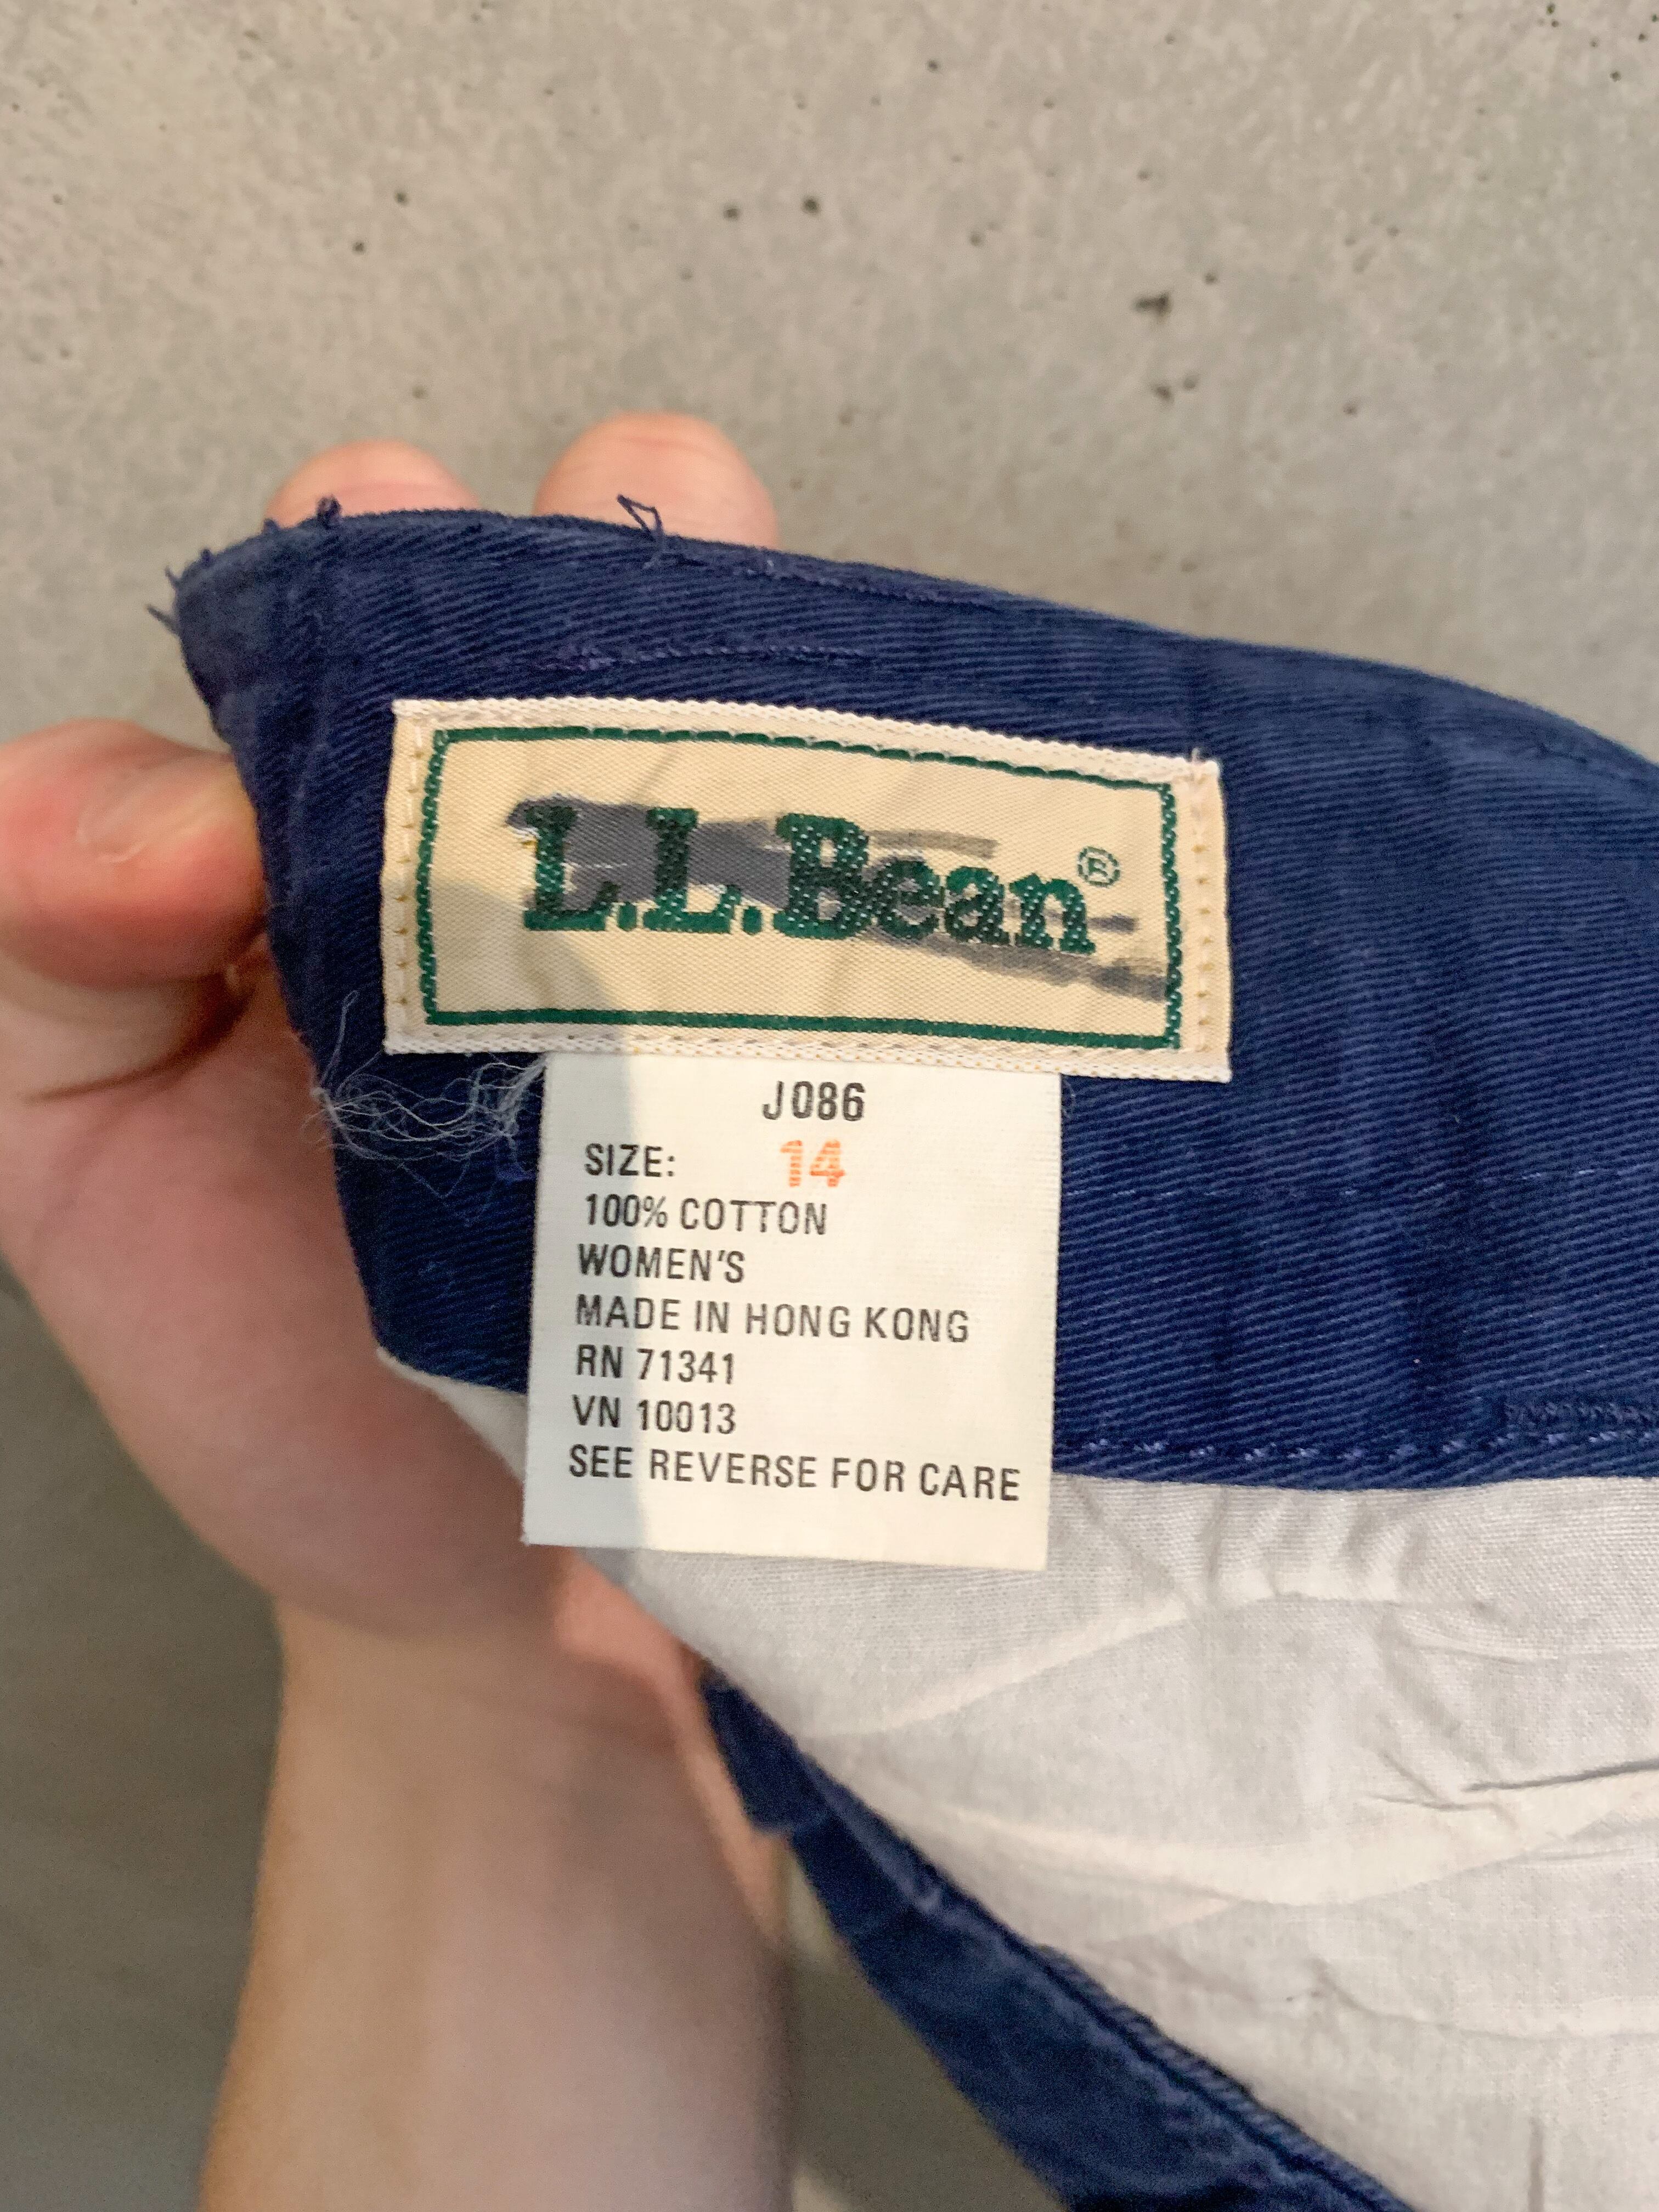 L.L.Bean®
J086
SIZE: 14
100% COTTON
WOMEN'S
MADE IN HONG KONG
RN 71341
VN 10013
SEE REVERSE FOR CARE